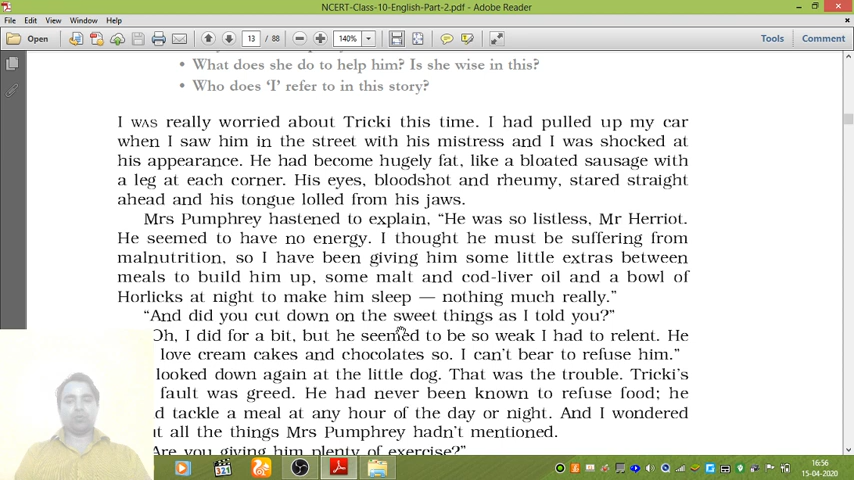 NCERT-Class-10-English-Part-2.pdf - Adobe Reader
File Edit View Window Help
Open 13 / 88 140% Tools Comment
• What does she do to help him? Is she wise in this?
• Who does ‘I’ refer to in this story?
I WAS really worried about Tricki this time. I had pulled up my car
when I saw him in the street with his mistress and I was shocked at
his appearance. He had become hugely fat, like a bloated sausage with
a leg at each corner. His eyes, bloodshot and rheumy, stared straight
ahead and his tongue lolled from his jaws.
Mrs Pumphrey hastened to explain, “He was so listless, Mr Herriot.
He seemed to have no energy. I thought he must be suffering from
malnutrition, so I have been giving him some little extras between
meals to build him up, some malt and cod-liver oil and a bowl of
Horlicks at night to make him sleep — nothing much really.”
“And did you cut down on the sweet things as I told you?”
Oh, I did for a bit, but he seemed to be so weak I had to relent. He
love cream cakes and chocolates so. I can’t bear to refuse him.”
looked down again at the little dog. That was the trouble. Tricki’s
fault was greed. He had never been known to refuse food; he
tackle a meal at any hour of the day or night. And I wondered
all the things Mrs Pumphrey hadn’t mentioned.
Are you giving him plenty of exercise?”
321
16:56
15-04-2020